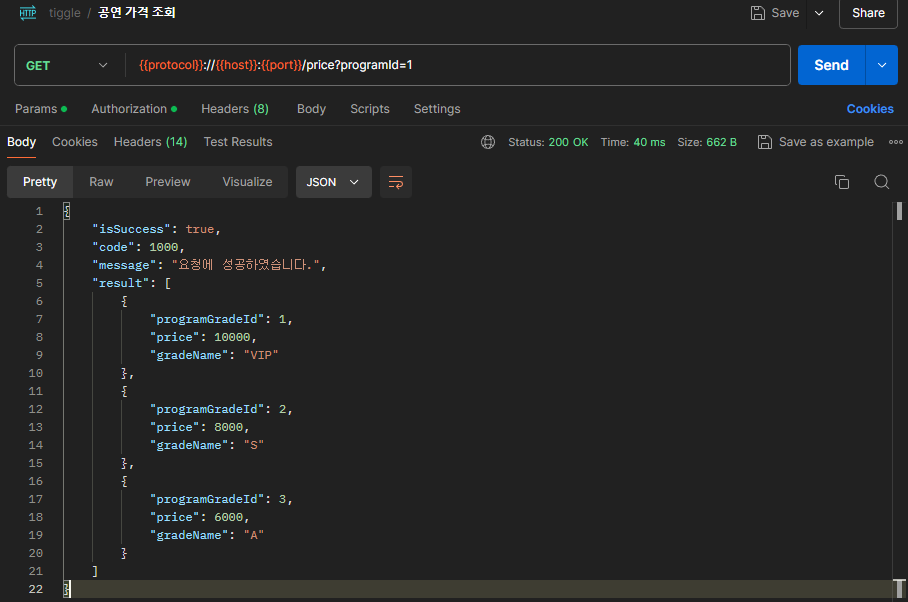 HTTP tiggle / 공연 가격 조회 Save Share
GET {{protocol}}://{{host}}:{{port}}/price?programId=1 Send
Params Authorization Headers (8) Body Scripts Settings Cookies
Body Cookies Headers (14) Test Results Status: 200 OK Time: 40 ms Size: 662 B Save as example
Pretty Raw Preview Visualize JSON
1 {
2 "isSuccess": true,
3 "code": 1000,
4 "message": "요청에 성공하였습니다.",
5 "result": [
6 {
7 "programGradeId": 1,
8 "price": 10000,
9 "gradeName": "VIP"
10 },
11 {
12 "programGradeId": 2,
13 "price": 8000,
14 "gradeName": "S"
15 },
16 {
17 "programGradeId": 3,
18 "price": 6000,
19 "gradeName": "A"
20 }
21 ]
22 }